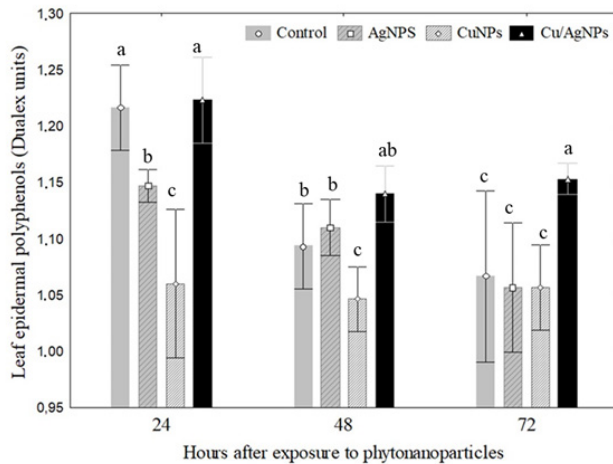 Leaf epidermal polyphenols (Dualex units)
1,30
1,25
1,20
1,15
1,10
1,05
1,00
0,95
Control AgNPS CuNPs Cu/AgNPs
a b c a
b b c ab
c c c a
24 48 72
Hours after exposure to phytonanoparticles